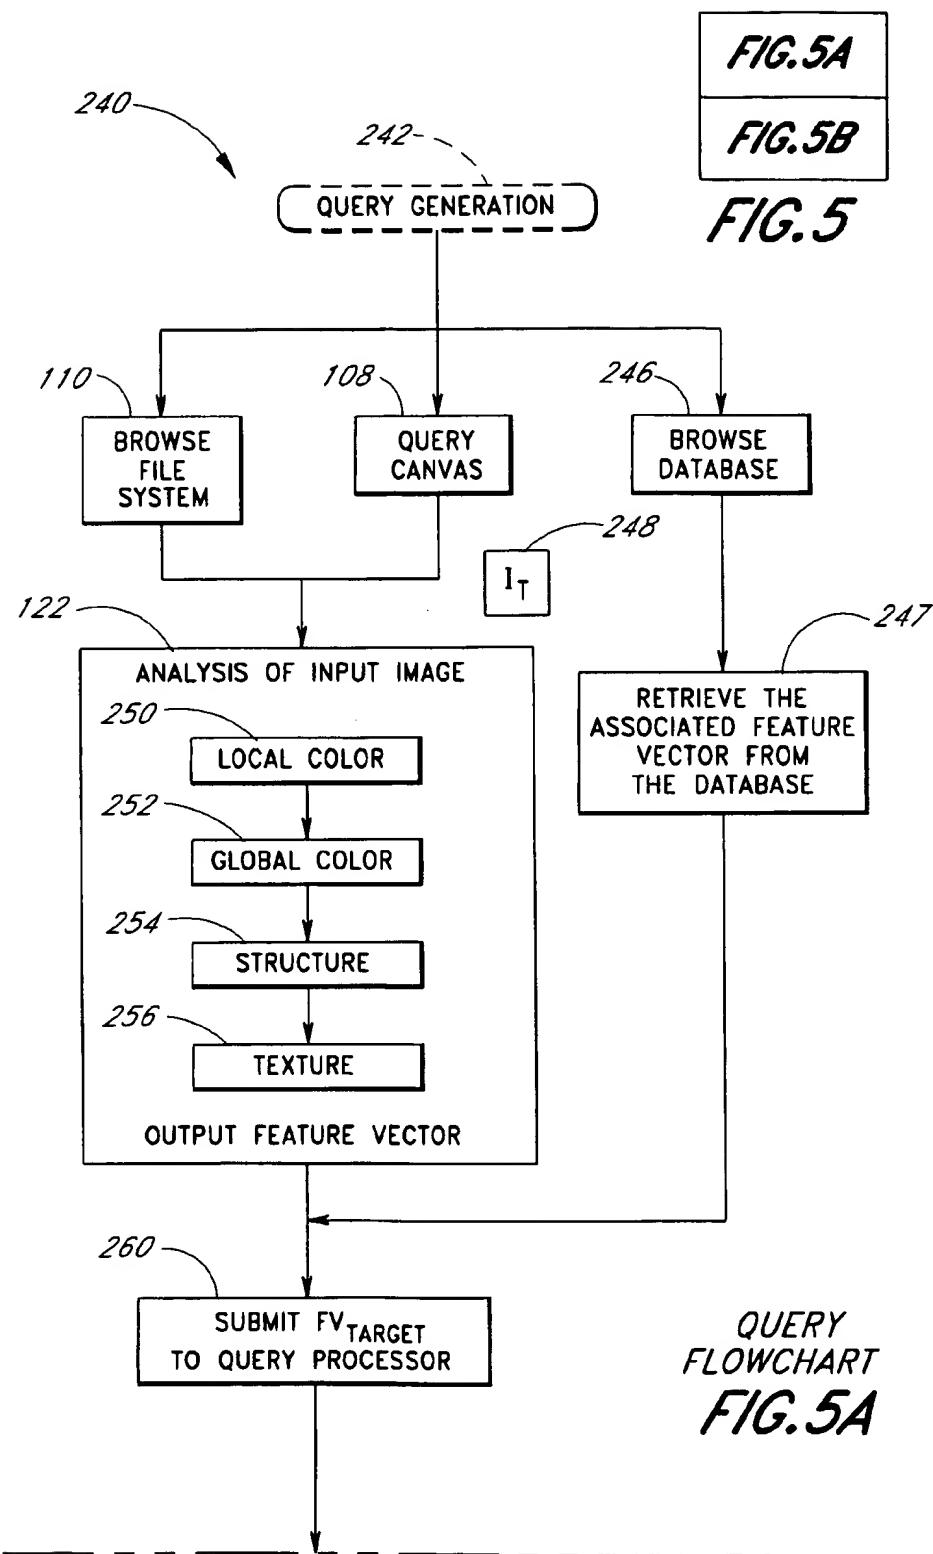 FIG.5A
FIG.5B
FIG.5
240
242
QUERY GENERATION
110
108
246
BROWSE
FILE
SYSTEM
QUERY
CANVAS
BROWSE
DATABASE
248
I_T
122
247
ANALYSIS OF INPUT IMAGE
RETRIEVE THE
ASSOCIATED FEATURE
VECTOR FROM
THE DATABASE
250
LOCAL COLOR
252
GLOBAL COLOR
254
STRUCTURE
256
TEXTURE
OUTPUT FEATURE VECTOR
260
SUBMIT FV_TARGET
TO QUERY PROCESSOR
QUERY
FLOWCHART
FIG.5A